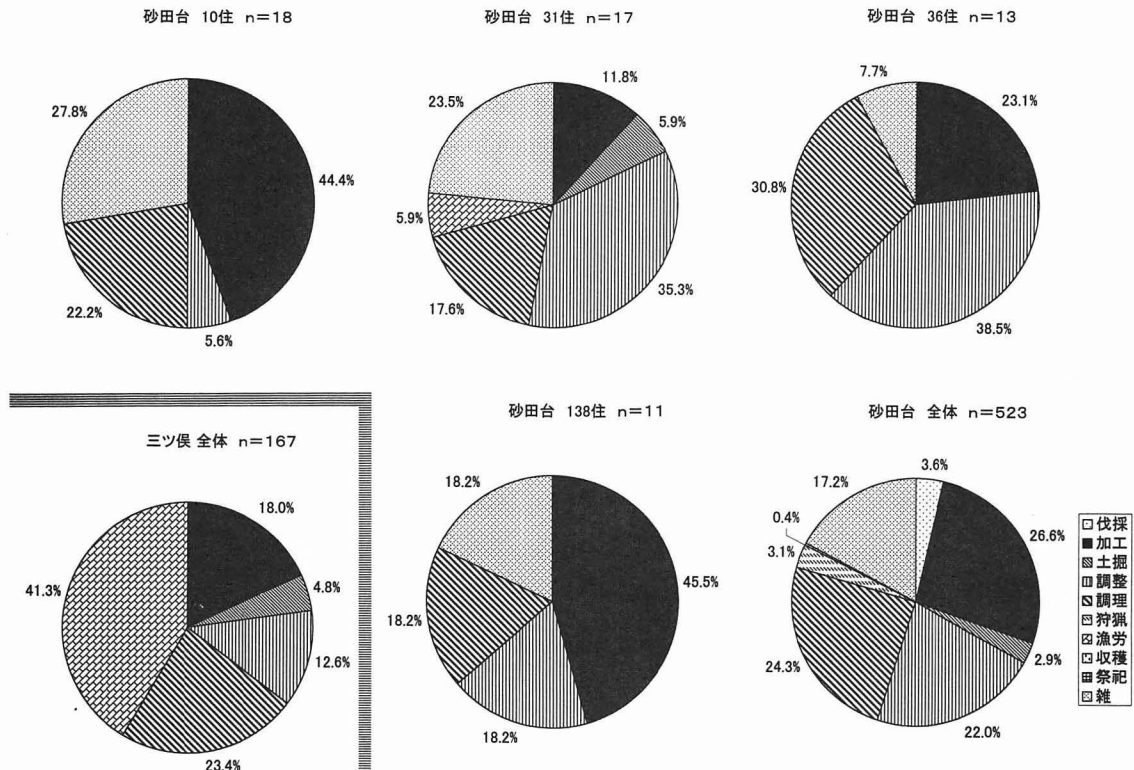 砂田台 10住 n＝18
27.8%
44.4%
22.2%
5.6%
砂田台 31住 n＝17
11.8%
23.5%
5.9%
5.9%
17.6%
35.3%
砂田台 36住 n＝13
7.7%
23.1%
30.8%
38.5%
三ツ俣 全体 n＝167
18.0%
41.3%
4.8%
12.6%
23.4%
砂田台 138住 n＝11
18.2%
45.5%
18.2%
18.2%
砂田台 全体 n＝523
3.6%
17.2%
0.4%
26.6%
3.1%
2.9%
24.3%
22.0%
伐採
加工
土掘
調整
調理
狩猟
漁労
収穫
祭祀
雑